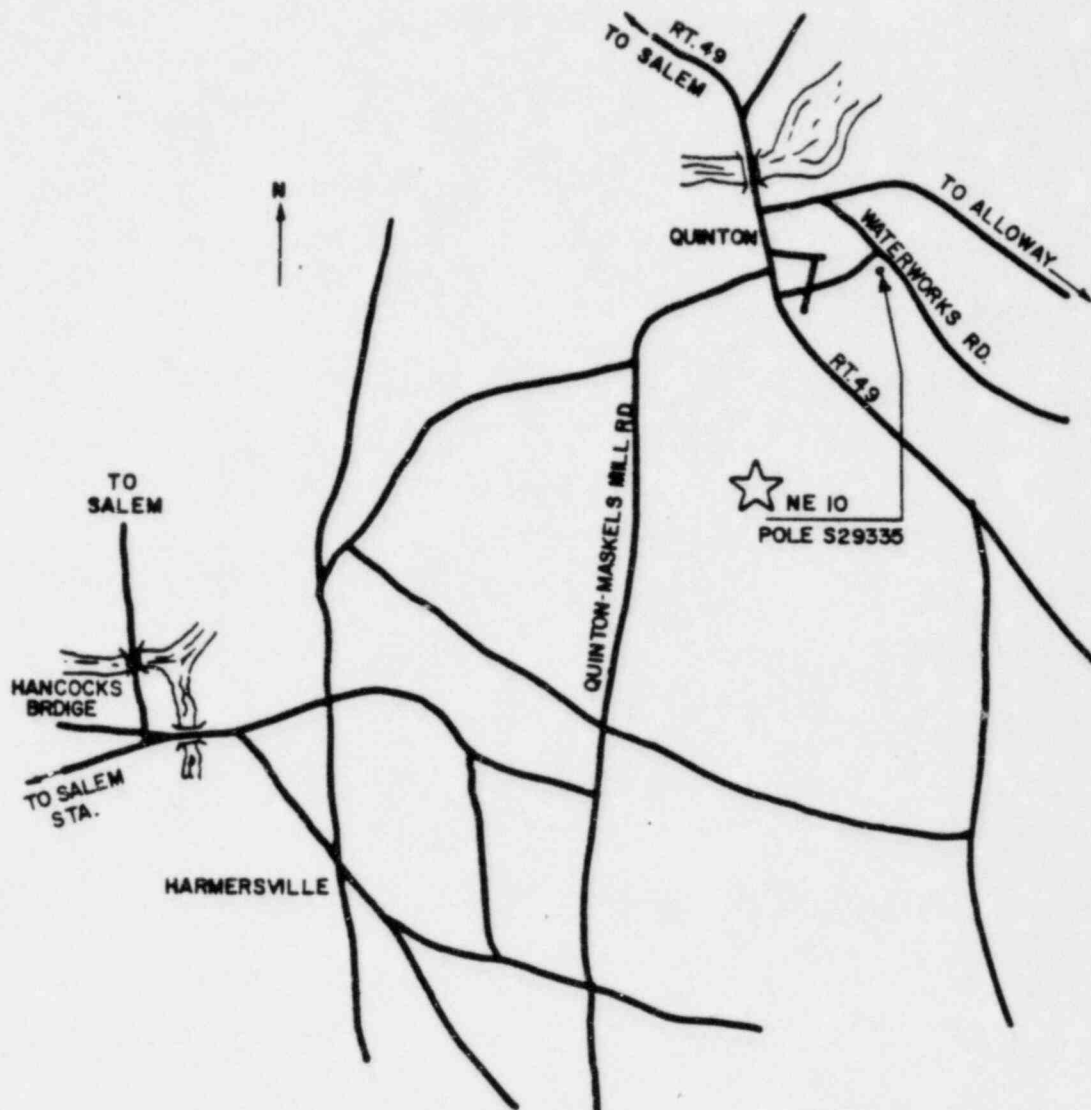 RT. 49
TO SALEM
N
TO ALLOWAY
QUINTON
WATERWORKS RD.
RT. 49
QUINTON-MASKELS MILL RD
TO
SALEM
NE 10
POLE S29335
HANCOCKS
BRDIGE
TO SALEM
STA.
HARMERSVILLE